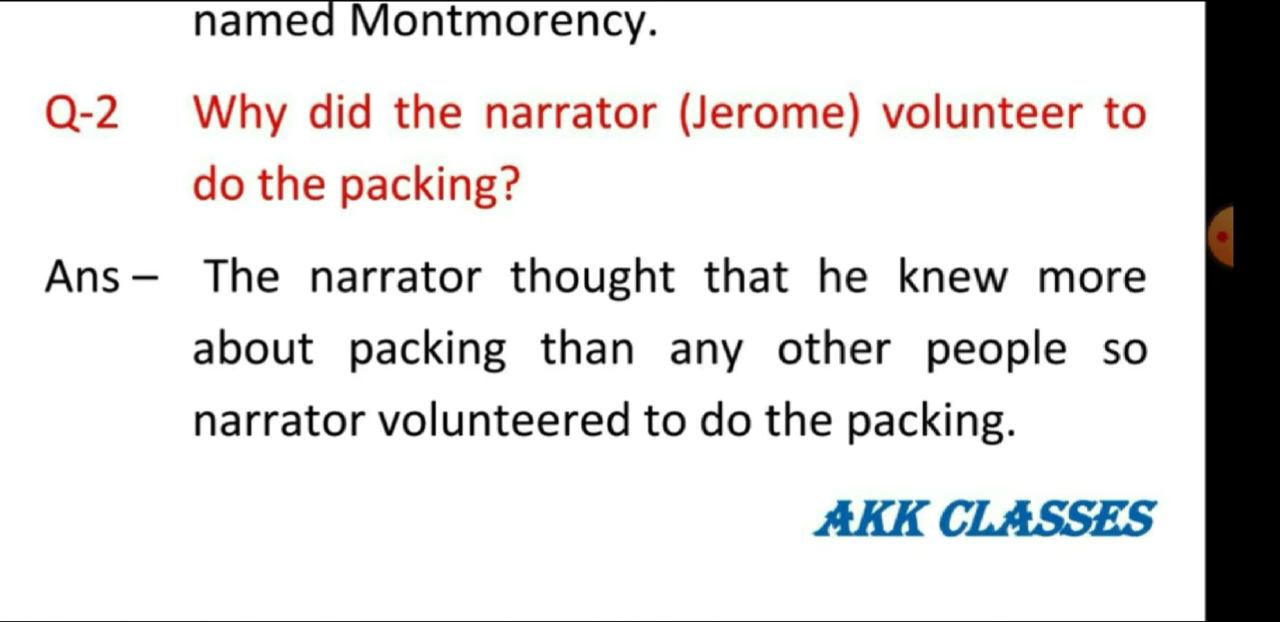 named Montmorency.
Q-2 Why did the narrator (Jerome) volunteer to
do the packing?
Ans – The narrator thought that he knew more
about packing than any other people so
narrator volunteered to do the packing.
AKK CLASSES